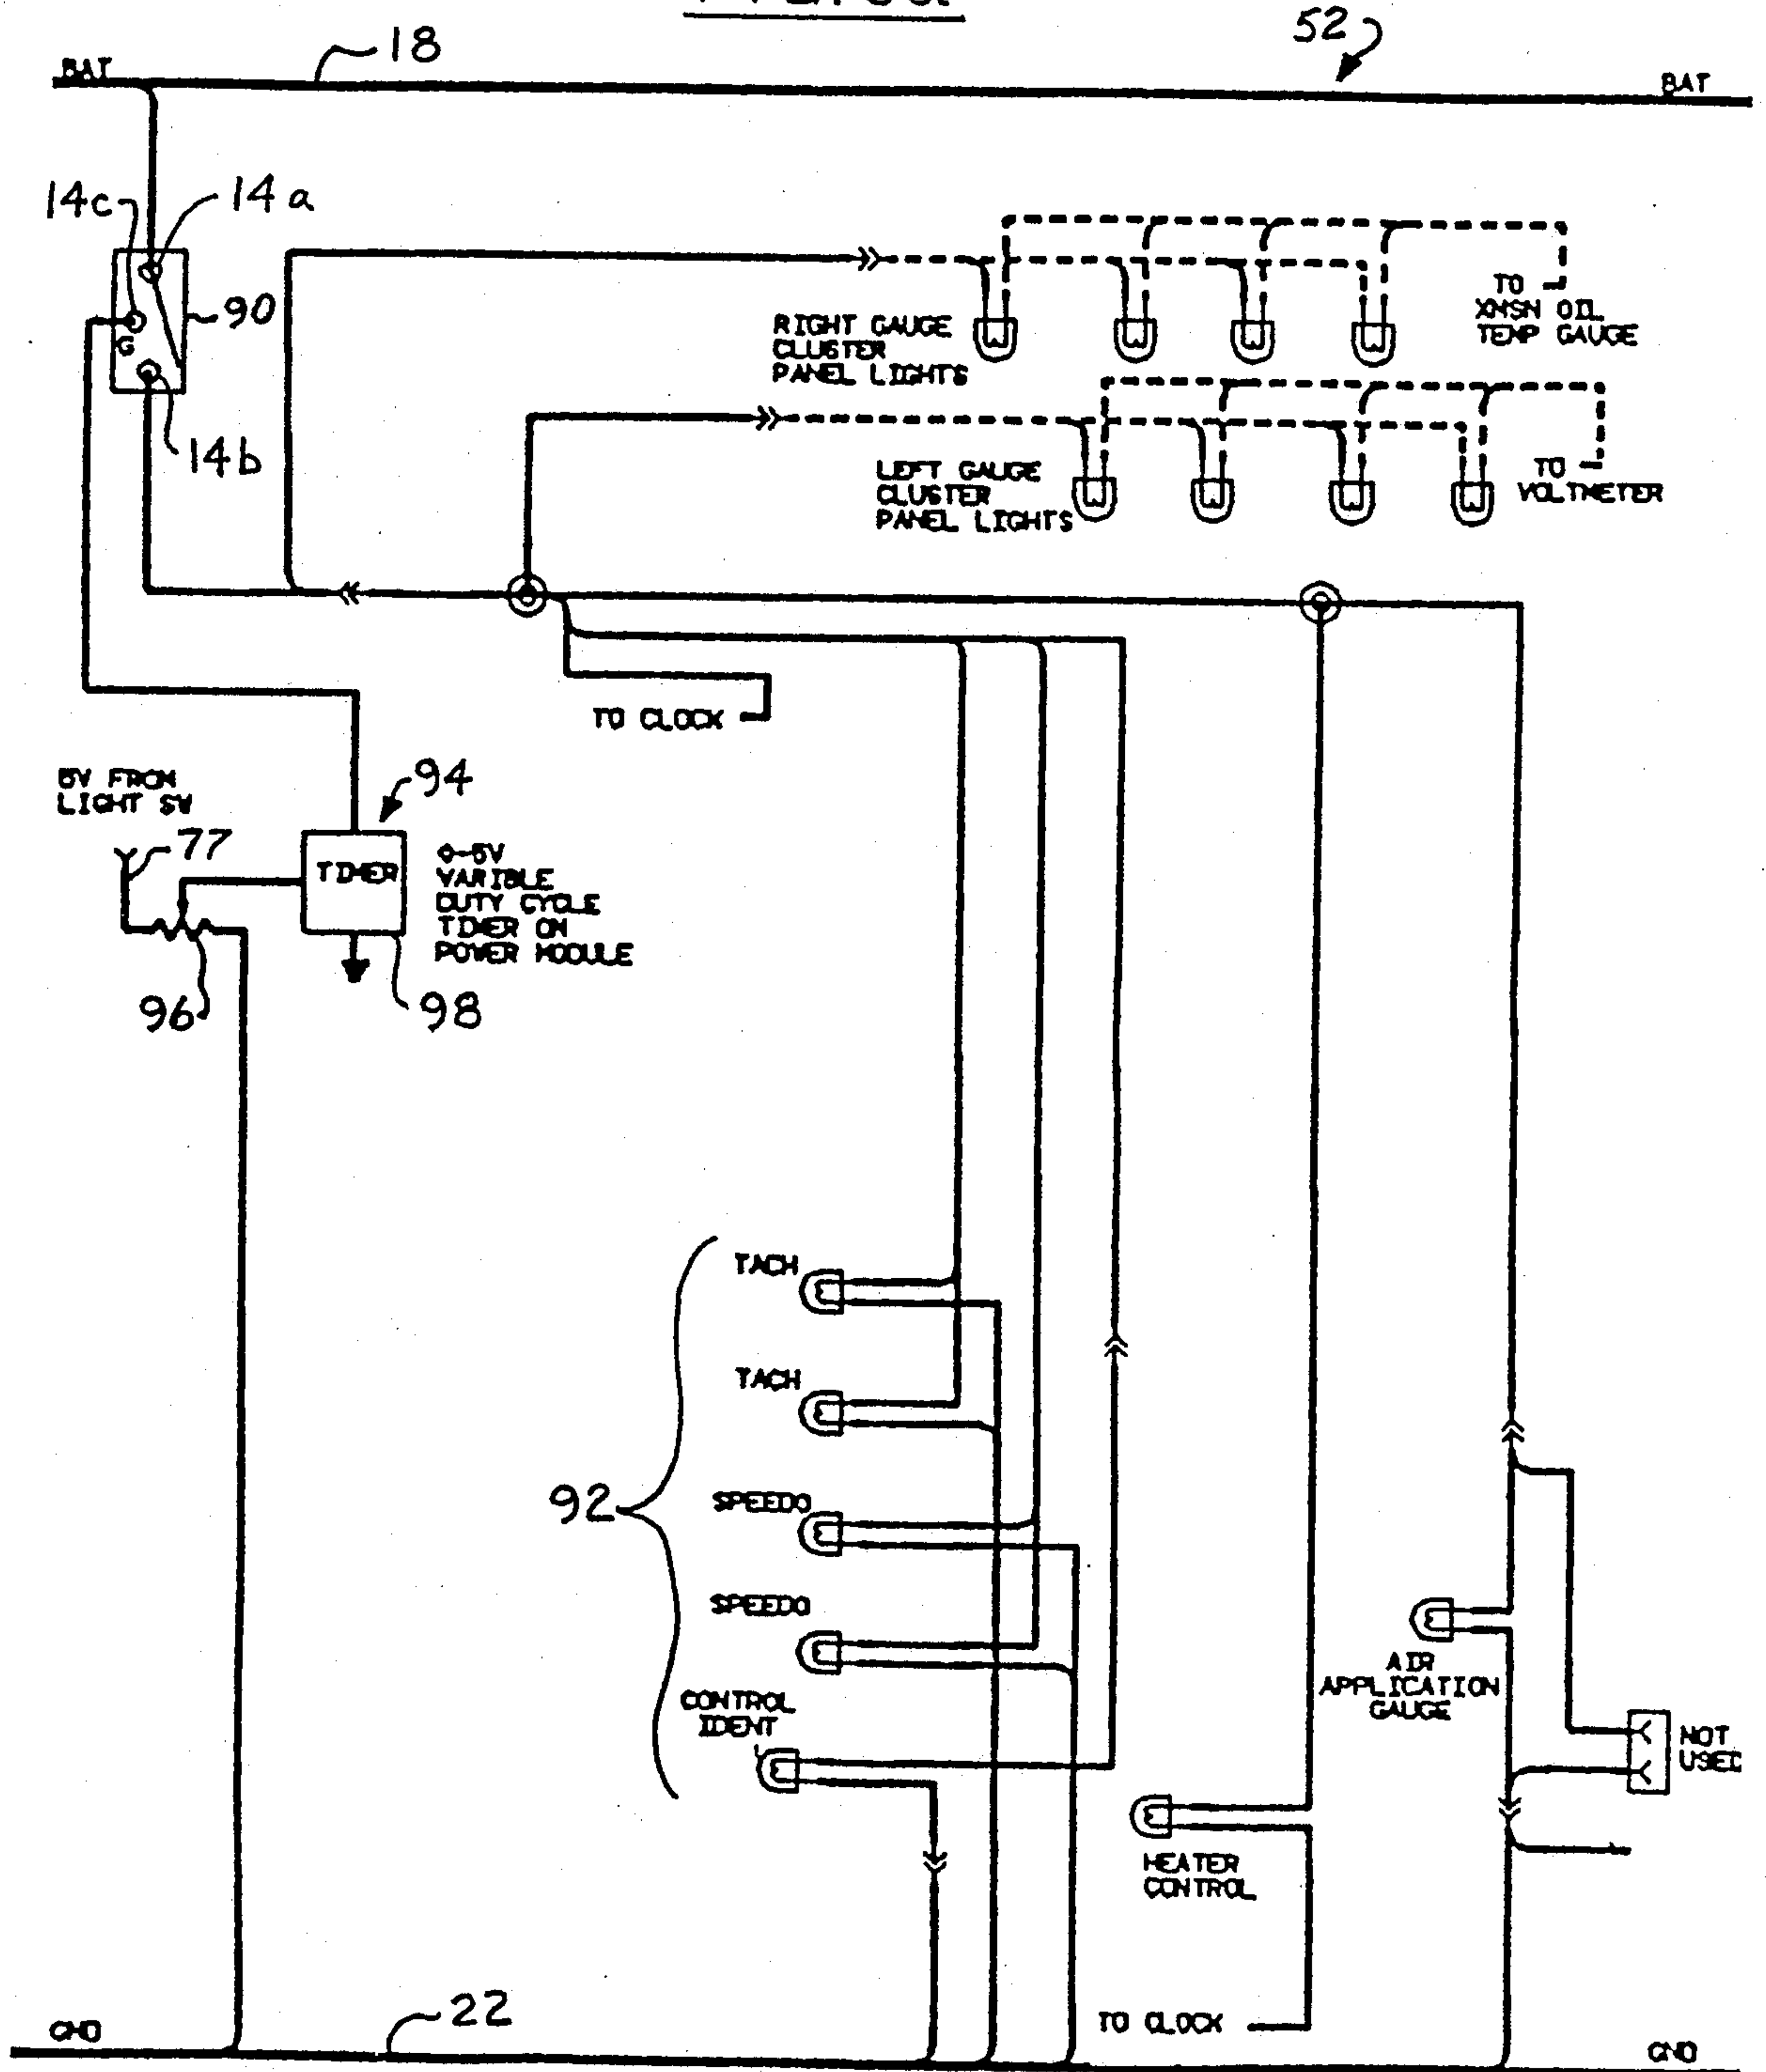 52
18
BAT
BAT
14c
14a
90
G
14b
RIGHT GAUGE
CLUSTER
PANEL LIGHTS
TO
XMSN OIL
TEMP GAUGE
LEFT GAUGE
CLUSTER
PANEL LIGHTS
TO
VOLTMETER
TO CLOCK
5V FROM
LIGHT SW
77
94
TIMER
0-5V
VARIBLE
DUTY CYCLE
TIMER ON
POWER MODULE
96
98
TACH
TACH
92
SPEEDO
SPEEDO
CONTROL
IDENT
AIR
APPLICATION
GAUGE
NOT
USED
HEATER
CONTROL
TO CLOCK
22
GND
GND